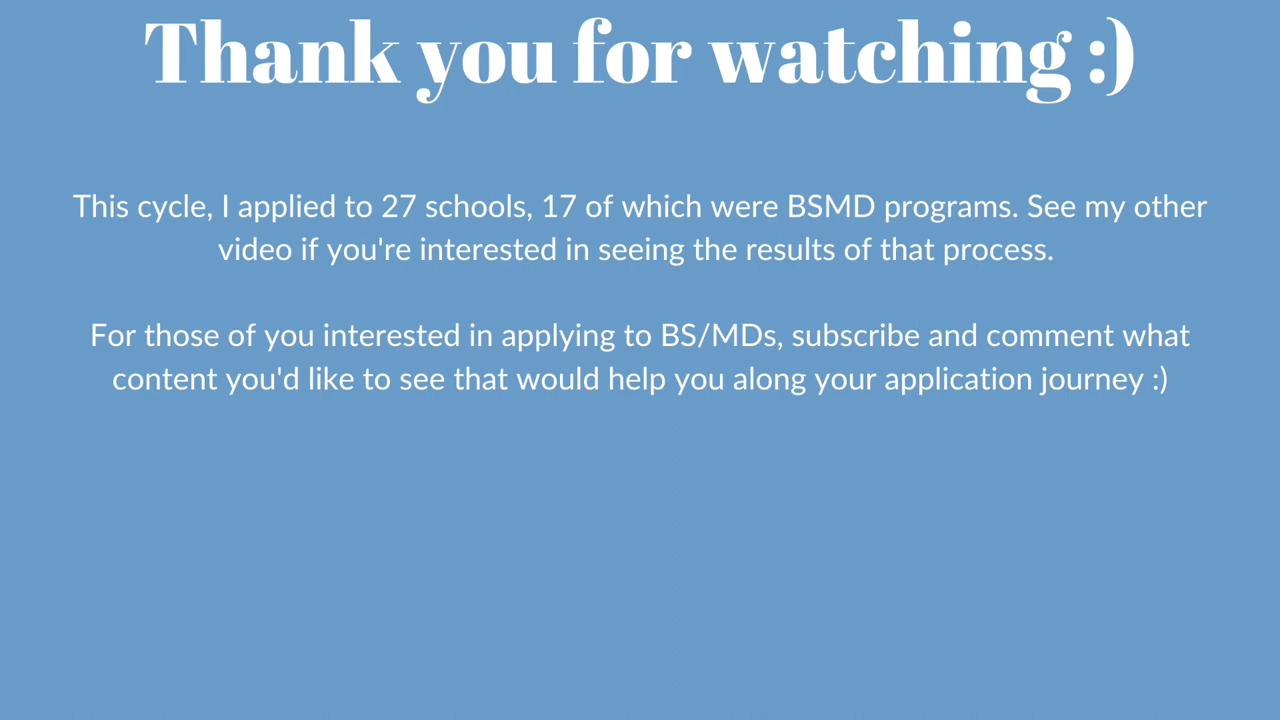 Thank you for watching :)
This cycle, I applied to 27 schools, 17 of which were BSMD programs. See my other
video if you're interested in seeing the results of that process.
For those of you interested in applying to BS/MDs, subscribe and comment what
content you'd like to see that would help you along your application journey :)